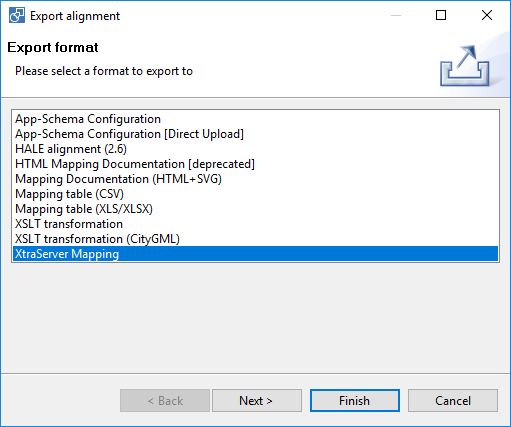 Export alignment
Export format
Please select a format to export to
App-Schema Configuration
App-Schema Configuration [Direct Upload]
HALE alignment (2.6)
HTML Mapping Documentation [deprecated]
Mapping Documentation (HTML+SVG)
Mapping table (CSV)
Mapping table (XLS/XLSX)
XSLT transformation
XSLT transformation (CityGML)
XtraServer Mapping
< Back Next > Finish Cancel